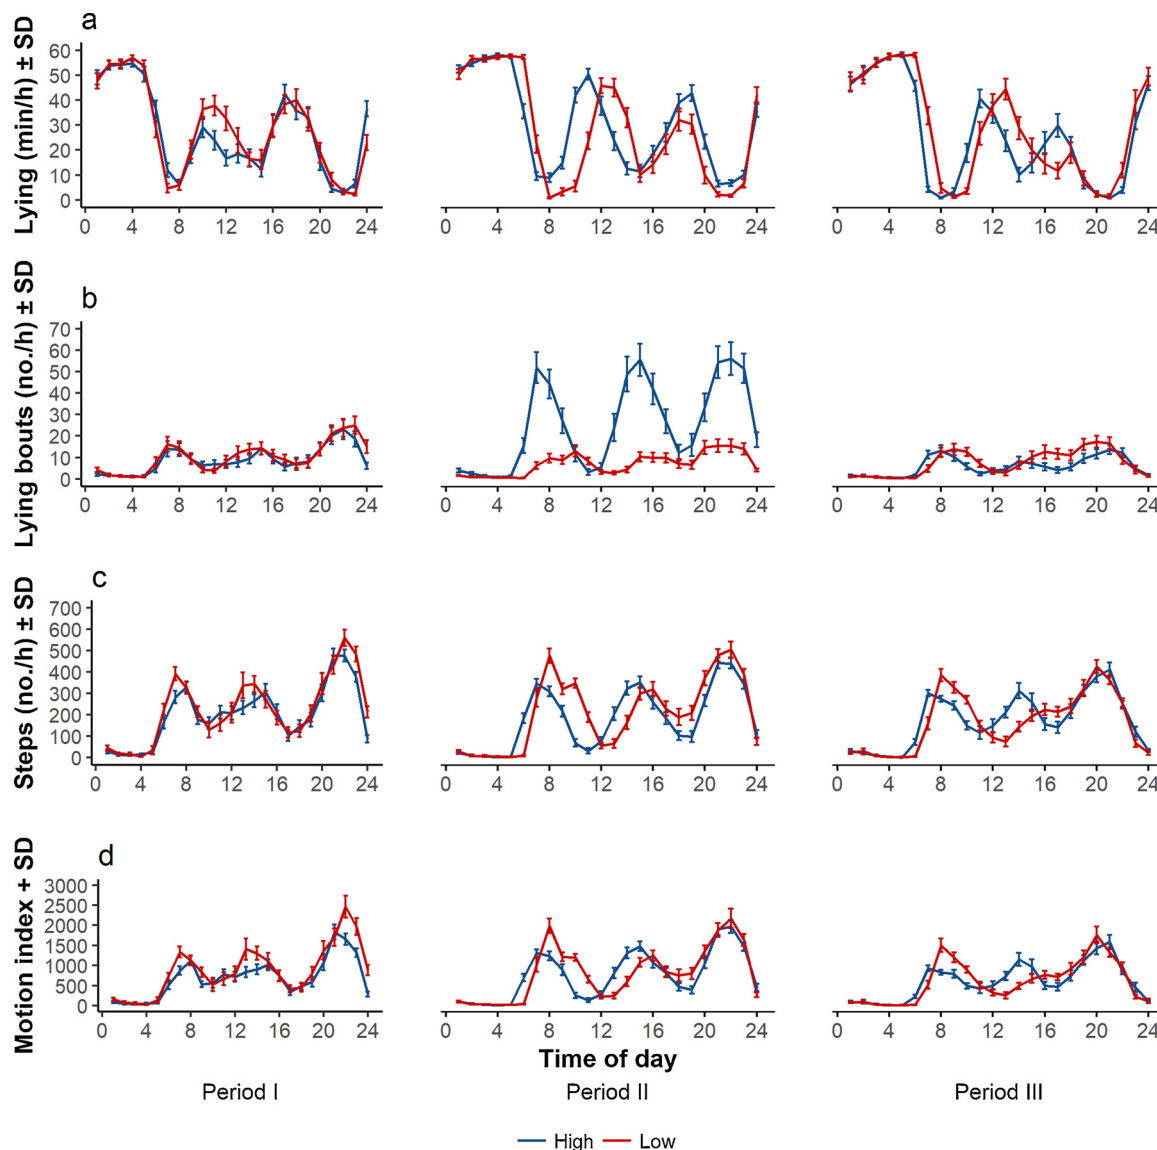 a
Lying (min/h) ± SD
60
50
40
30
20
10
0
0 4 8 12 16 20 24
0 4 8 12 16 20 24
0 4 8 12 16 20 24
b
Lying bouts (no./h) ± SD
70
60
50
40
30
20
10
0
0 4 8 12 16 20 24
0 4 8 12 16 20 24
0 4 8 12 16 20 24
c
Steps (no./h) ± SD
700
600
500
400
300
200
100
0
0 4 8 12 16 20 24
0 4 8 12 16 20 24
0 4 8 12 16 20 24
d
Motion index + SD
3000
2500
2000
1500
1000
500
0
0 4 8 12 16 20 24
0 4 8 12 16 20 24
0 4 8 12 16 20 24
Time of day
Period I
Period II
Period III
High Low